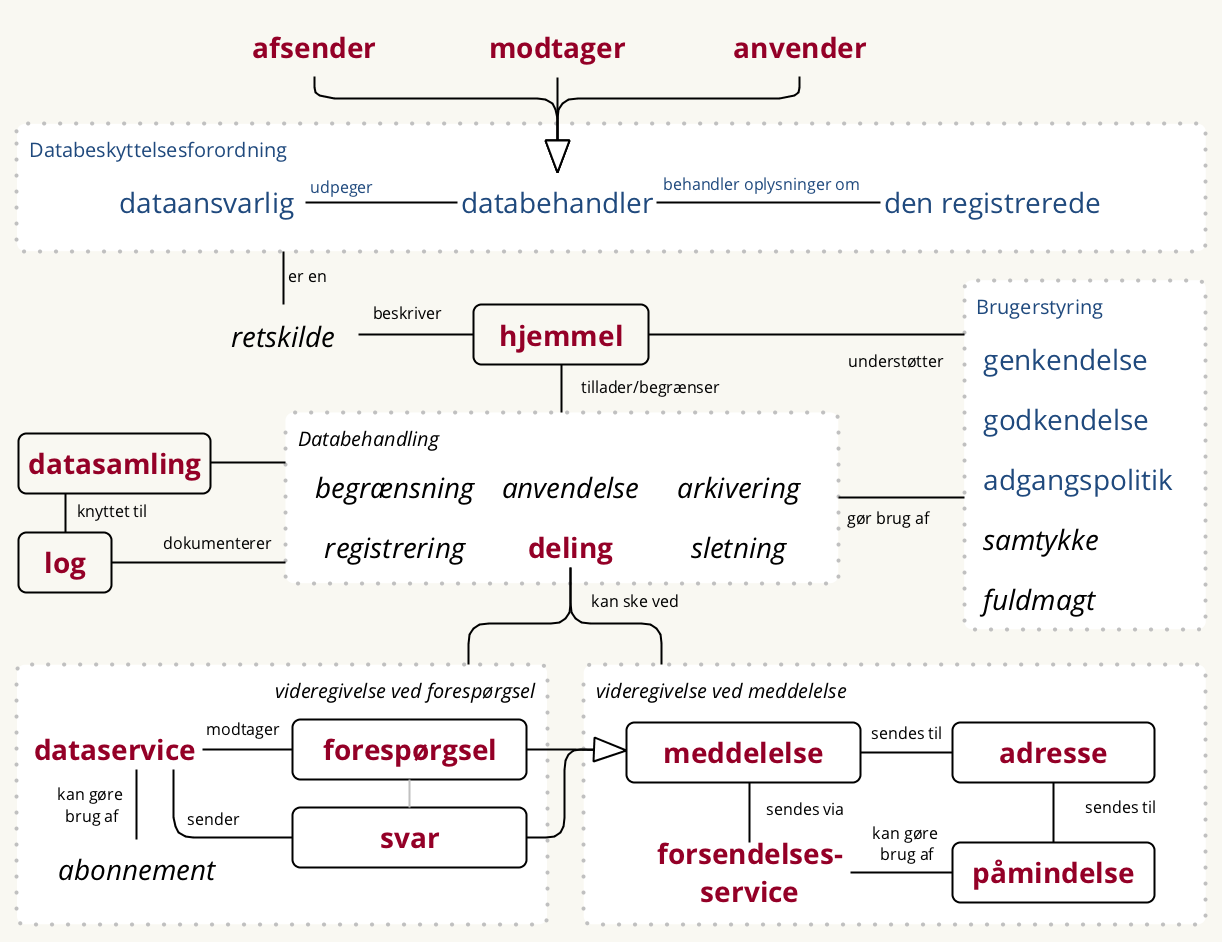 afsender
modtager
anvender
Databeskyttelsesforordning
dataansvarlig
udpeger
databehandler
behandler oplysninger om
den registrerede
er en
retskilde
beskriver
hjemmel
understøtter
tillader/begrænser
Brugerstyring
genkendelse
godkendelse
adgangspolitik
samtykke
fuldmagt
Databehandling
begrænsning
anvendelse
arkivering
registrering
deling
sletning
datasamling
knyttet til
log
dokumenterer
gør brug af
kan ske ved
videregivelse ved forespørgsel
dataservice
modtager
forespørgsel
kan gøre
brug af
sender
svar
abonnement
videregivelse ved meddelelse
meddelelse
sendes til
adresse
sendes via
sendes til
forsendelses-
service
kan gøre
brug af
påmindelse